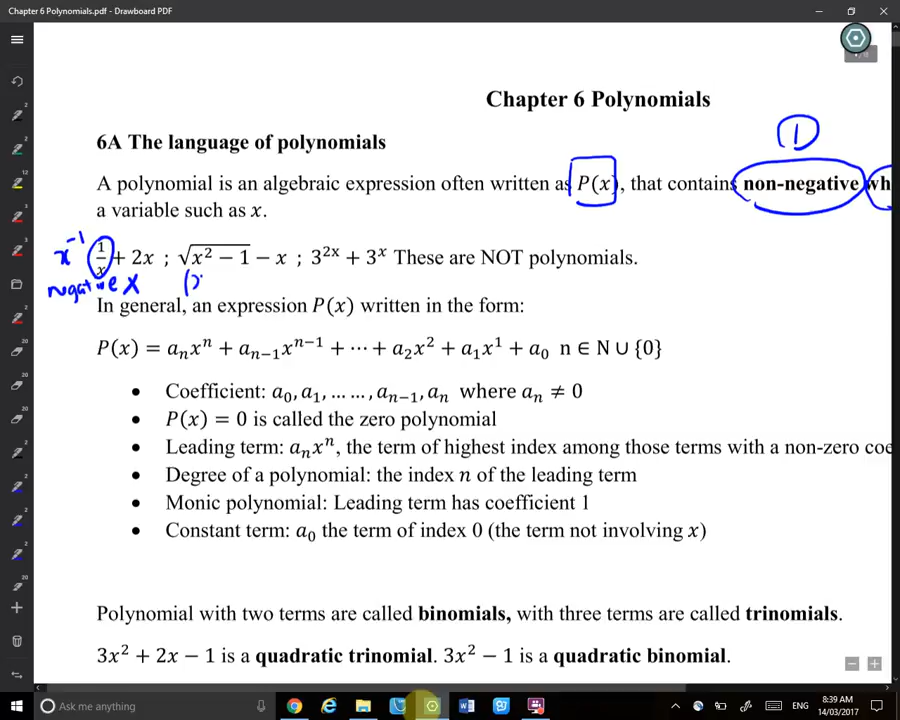 Chapter 6 Polynomials.pdf - Drawboard PDF
Chapter 6 Polynomials
①
6A The language of polynomials
A polynomial is an algebraic expression often written as P(x), that contains non-negative wh
a variable such as x.
x⁻¹ 1/x + 2x ; √(x² − 1) − x ; 3²ˣ + 3ˣ These are NOT polynomials.
negative x (x
In general, an expression P(x) written in the form:
P(x) = aₙxⁿ + aₙ₋₁xⁿ⁻¹ + ⋯ + a₂x² + a₁x¹ + a₀ n ∈ N ∪ {0}
• Coefficient: a₀, a₁, … …, aₙ₋₁, aₙ where aₙ ≠ 0
• P(x) = 0 is called the zero polynomial
• Leading term: aₙxⁿ, the term of highest index among those terms with a non-zero coe
• Degree of a polynomial: the index n of the leading term
• Monic polynomial: Leading term has coefficient 1
• Constant term: a₀ the term of index 0 (the term not involving x)
Polynomial with two terms are called binomials, with three terms are called trinomials.
3x² + 2x − 1 is a quadratic trinomial. 3x² − 1 is a quadratic binomial.
Ask me anything
ENG
8:39 AM
14/03/2017